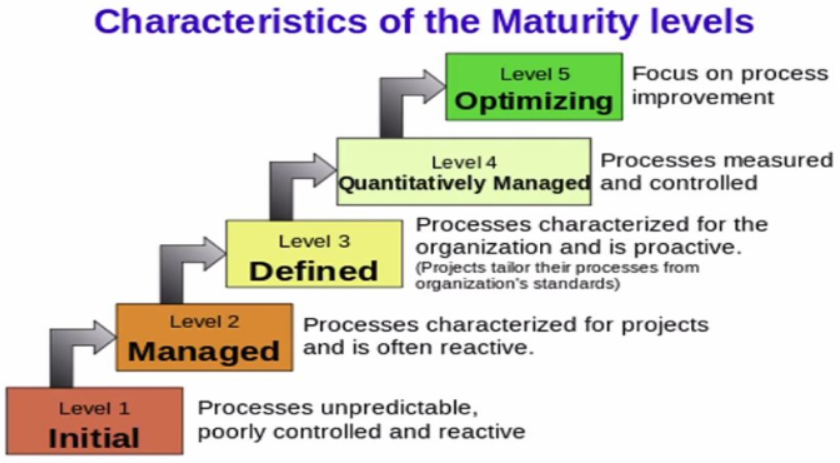 Characteristics of the Maturity levels
Level 5
Optimizing
Focus on process
improvement
Level 4
Quantitatively Managed
Processes measured
and controlled
Level 3
Defined
Processes characterized for the
organization and is proactive.
(Projects tailor their processes from
organization's standards)
Level 2
Managed
Processes characterized for projects
and is often reactive.
Level 1
Initial
Processes unpredictable,
poorly controlled and reactive